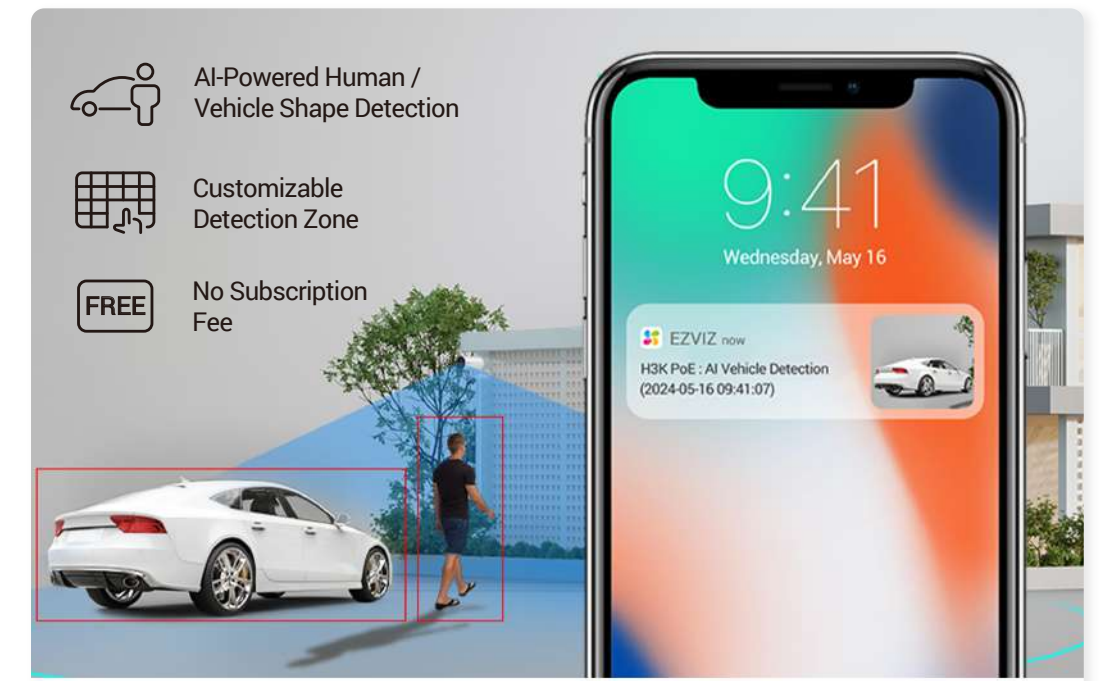 AI-Powered Human /
Vehicle Shape Detection
Customizable
Detection Zone
FREE
No Subscription
Fee
9:41
Wednesday, May 16
EZVIZ now
H3K PoE : AI Vehicle Detection
(2024-05-16 09:41:07)